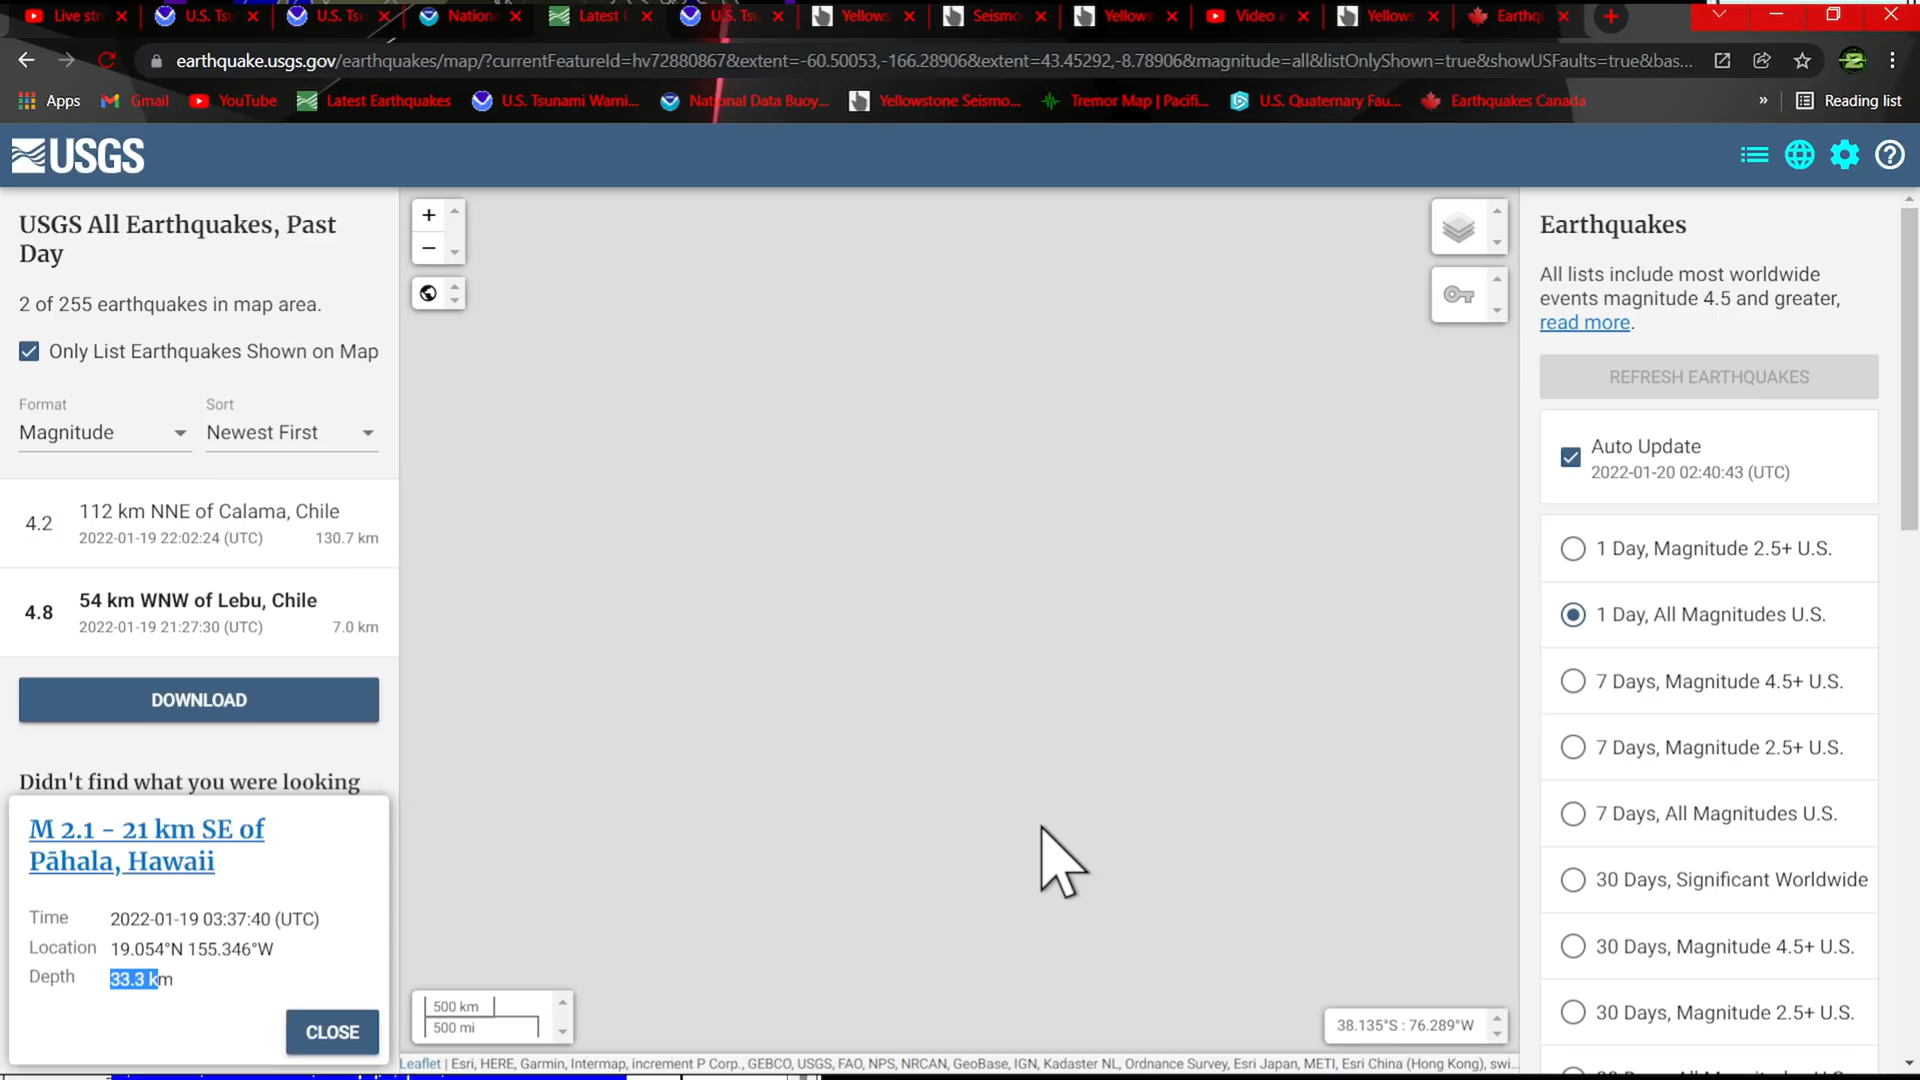 Live str
U.S. Tsu
U.S. Tsu
Nation
Latest
U.S. Tsu
Yellows
Seismo
Yellows
Video a
Yellows
Earthqu
earthquake.usgs.gov/earthquakes/map/?currentFeatureId=hv72880867&extent=-60.50053,-166.28906&extent=43.45292,-8.78906&magnitude=all&listOnlyShown=true&showUSFaults=true&bas...
Apps
Gmail
YouTube
Latest Earthquakes
U.S. Tsunami Warni...
National Data Buoy...
Yellowstone Seismo...
Tremor Map | Pacifi...
U.S. Quaternary Fau...
Earthquakes Canada
»
Reading list
USGS
USGS All Earthquakes, Past
Day
2 of 255 earthquakes in map area.
Only List Earthquakes Shown on Map
Format
Sort
Magnitude
Newest First
4.2
112 km NNE of Calama, Chile
2022-01-19 22:02:24 (UTC)
130.7 km
4.8
54 km WNW of Lebu, Chile
2022-01-19 21:27:30 (UTC)
7.0 km
DOWNLOAD
Didn't find what you were looking
M 2.1 - 21 km SE of
Pāhala, Hawaii
Time
2022-01-19 03:37:40 (UTC)
Location
19.054°N 155.346°W
Depth
33.3 km
CLOSE
+
−
500 km
500 mi
38.135°S : 76.289°W
Leaflet | Esri, HERE, Garmin, Intermap, increment P Corp., GEBCO, USGS, FAO, NPS, NRCAN, GeoBase, IGN, Kadaster NL, Ordnance Survey, Esri Japan, METI, Esri China (Hong Kong), swi...
Earthquakes
All lists include most worldwide
events magnitude 4.5 and greater,
read more.
REFRESH EARTHQUAKES
Auto Update
2022-01-20 02:40:43 (UTC)
1 Day, Magnitude 2.5+ U.S.
1 Day, All Magnitudes U.S.
7 Days, Magnitude 4.5+ U.S.
7 Days, Magnitude 2.5+ U.S.
7 Days, All Magnitudes U.S.
30 Days, Significant Worldwide
30 Days, Magnitude 4.5+ U.S.
30 Days, Magnitude 2.5+ U.S.